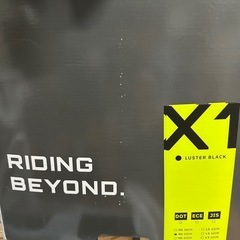 X1
LUSTER BLACK
RIDING
BEYOND.
DOT ECE JIS